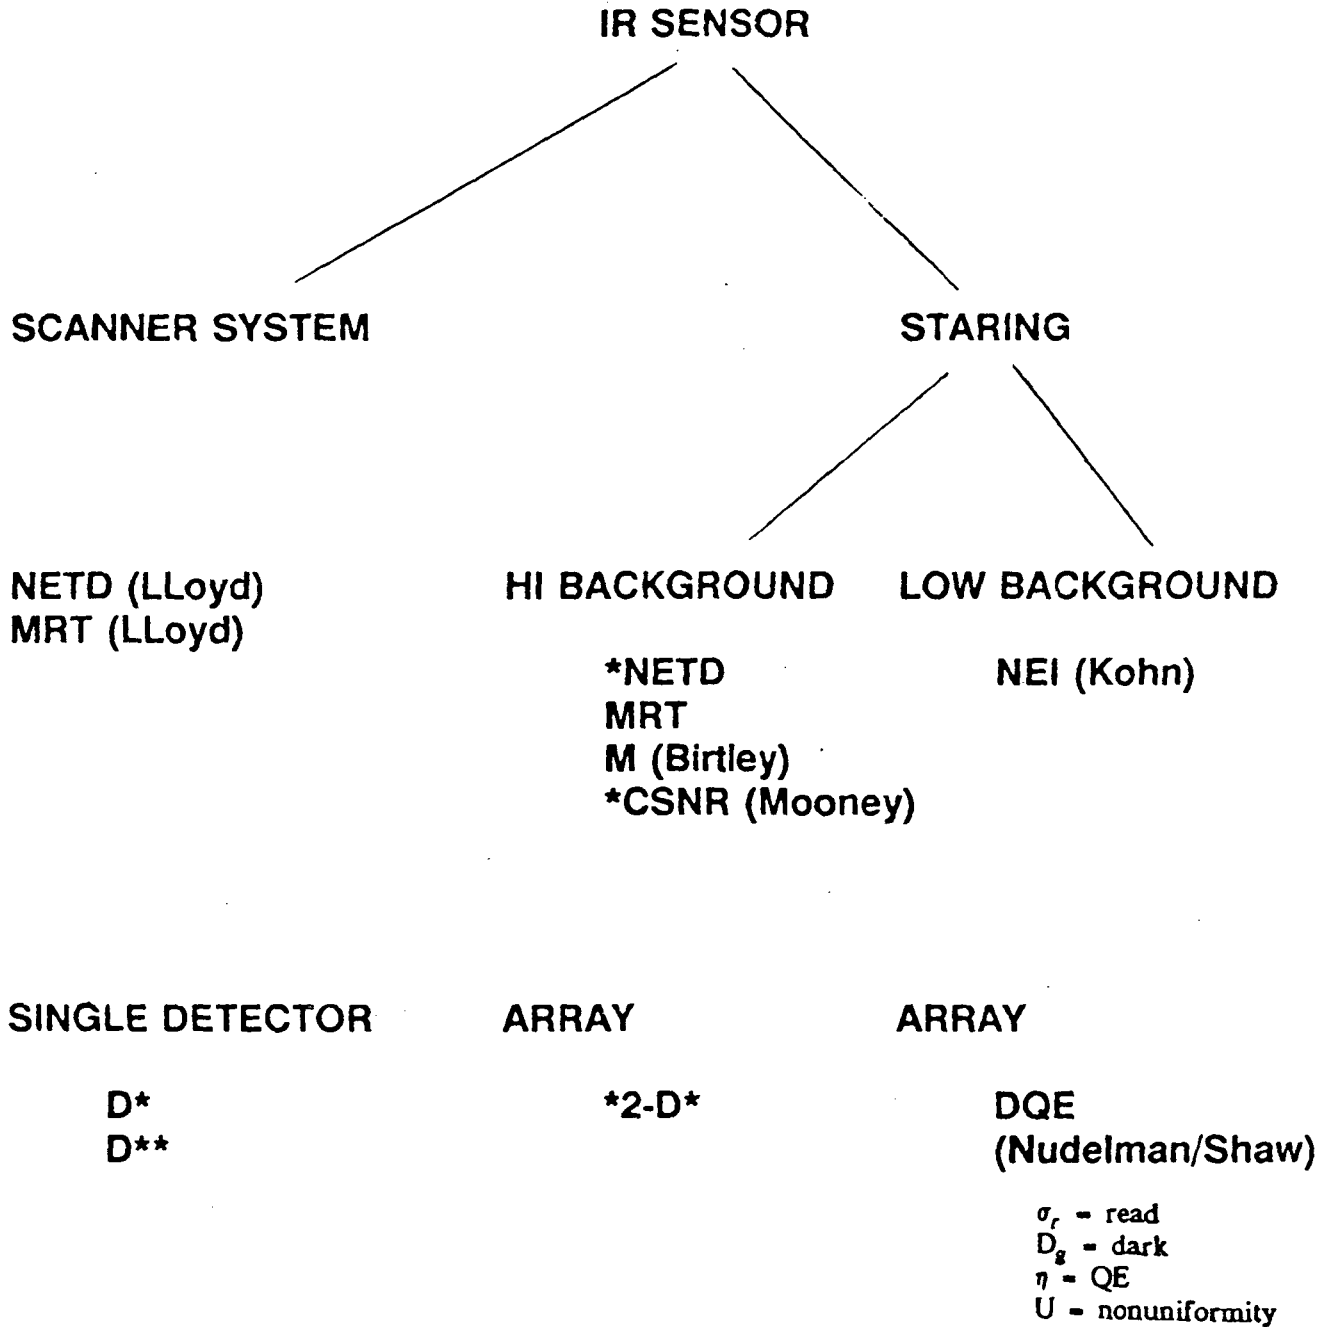 IR SENSOR
SCANNER SYSTEM
STARING
NETD (LLoyd)
MRT (LLoyd)
HI BACKGROUND
*NETD
MRT
M (Birtley)
*CSNR (Mooney)
LOW BACKGROUND
NEI (Kohn)
SINGLE DETECTOR
D*
D**
ARRAY
*2-D*
ARRAY
DQE
(Nudelman/Shaw)
σr - read
Dg - dark
η - QE
U - nonuniformity